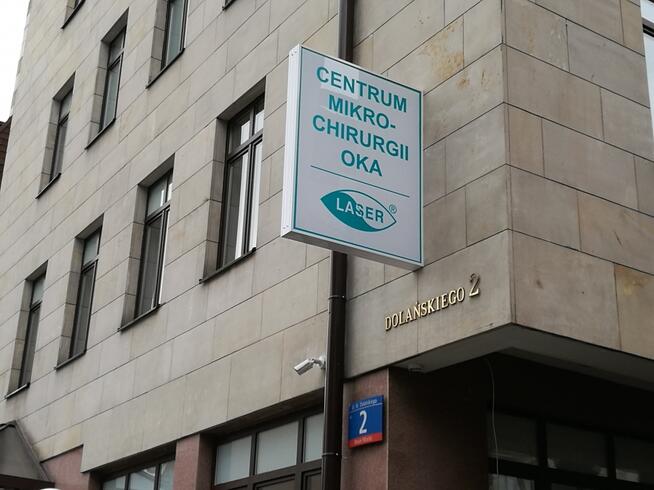 CENTRUM
MIKRO-
CHIRURGII
OKA
LASER®
DOLAŃSKIEGO 2
2